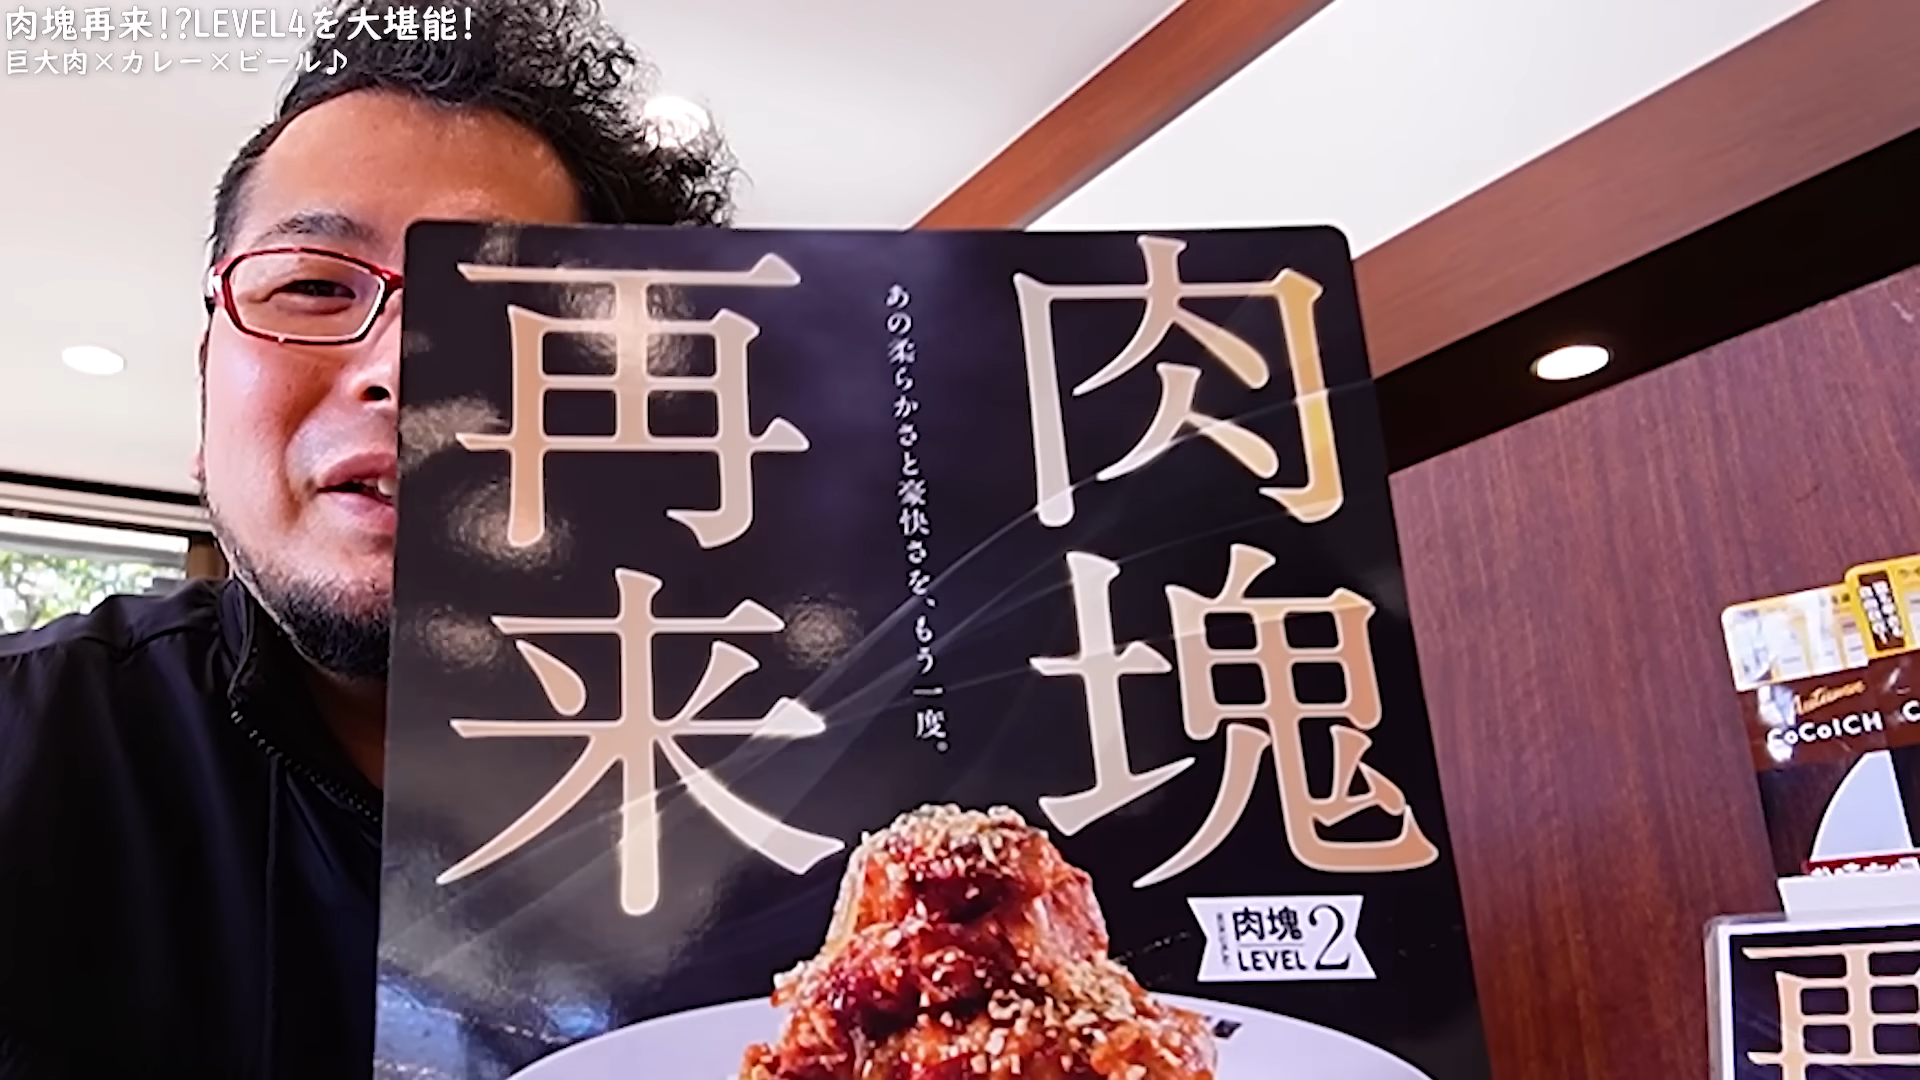 肉塊再来!?LEVEL4を大堪能!
巨大肉×カレー×ビール♪
肉塊
あの柔らかさと豪快さを、もう一度。
再来
肉塊
LEVEL 2
Autumn
CoCoICH
再